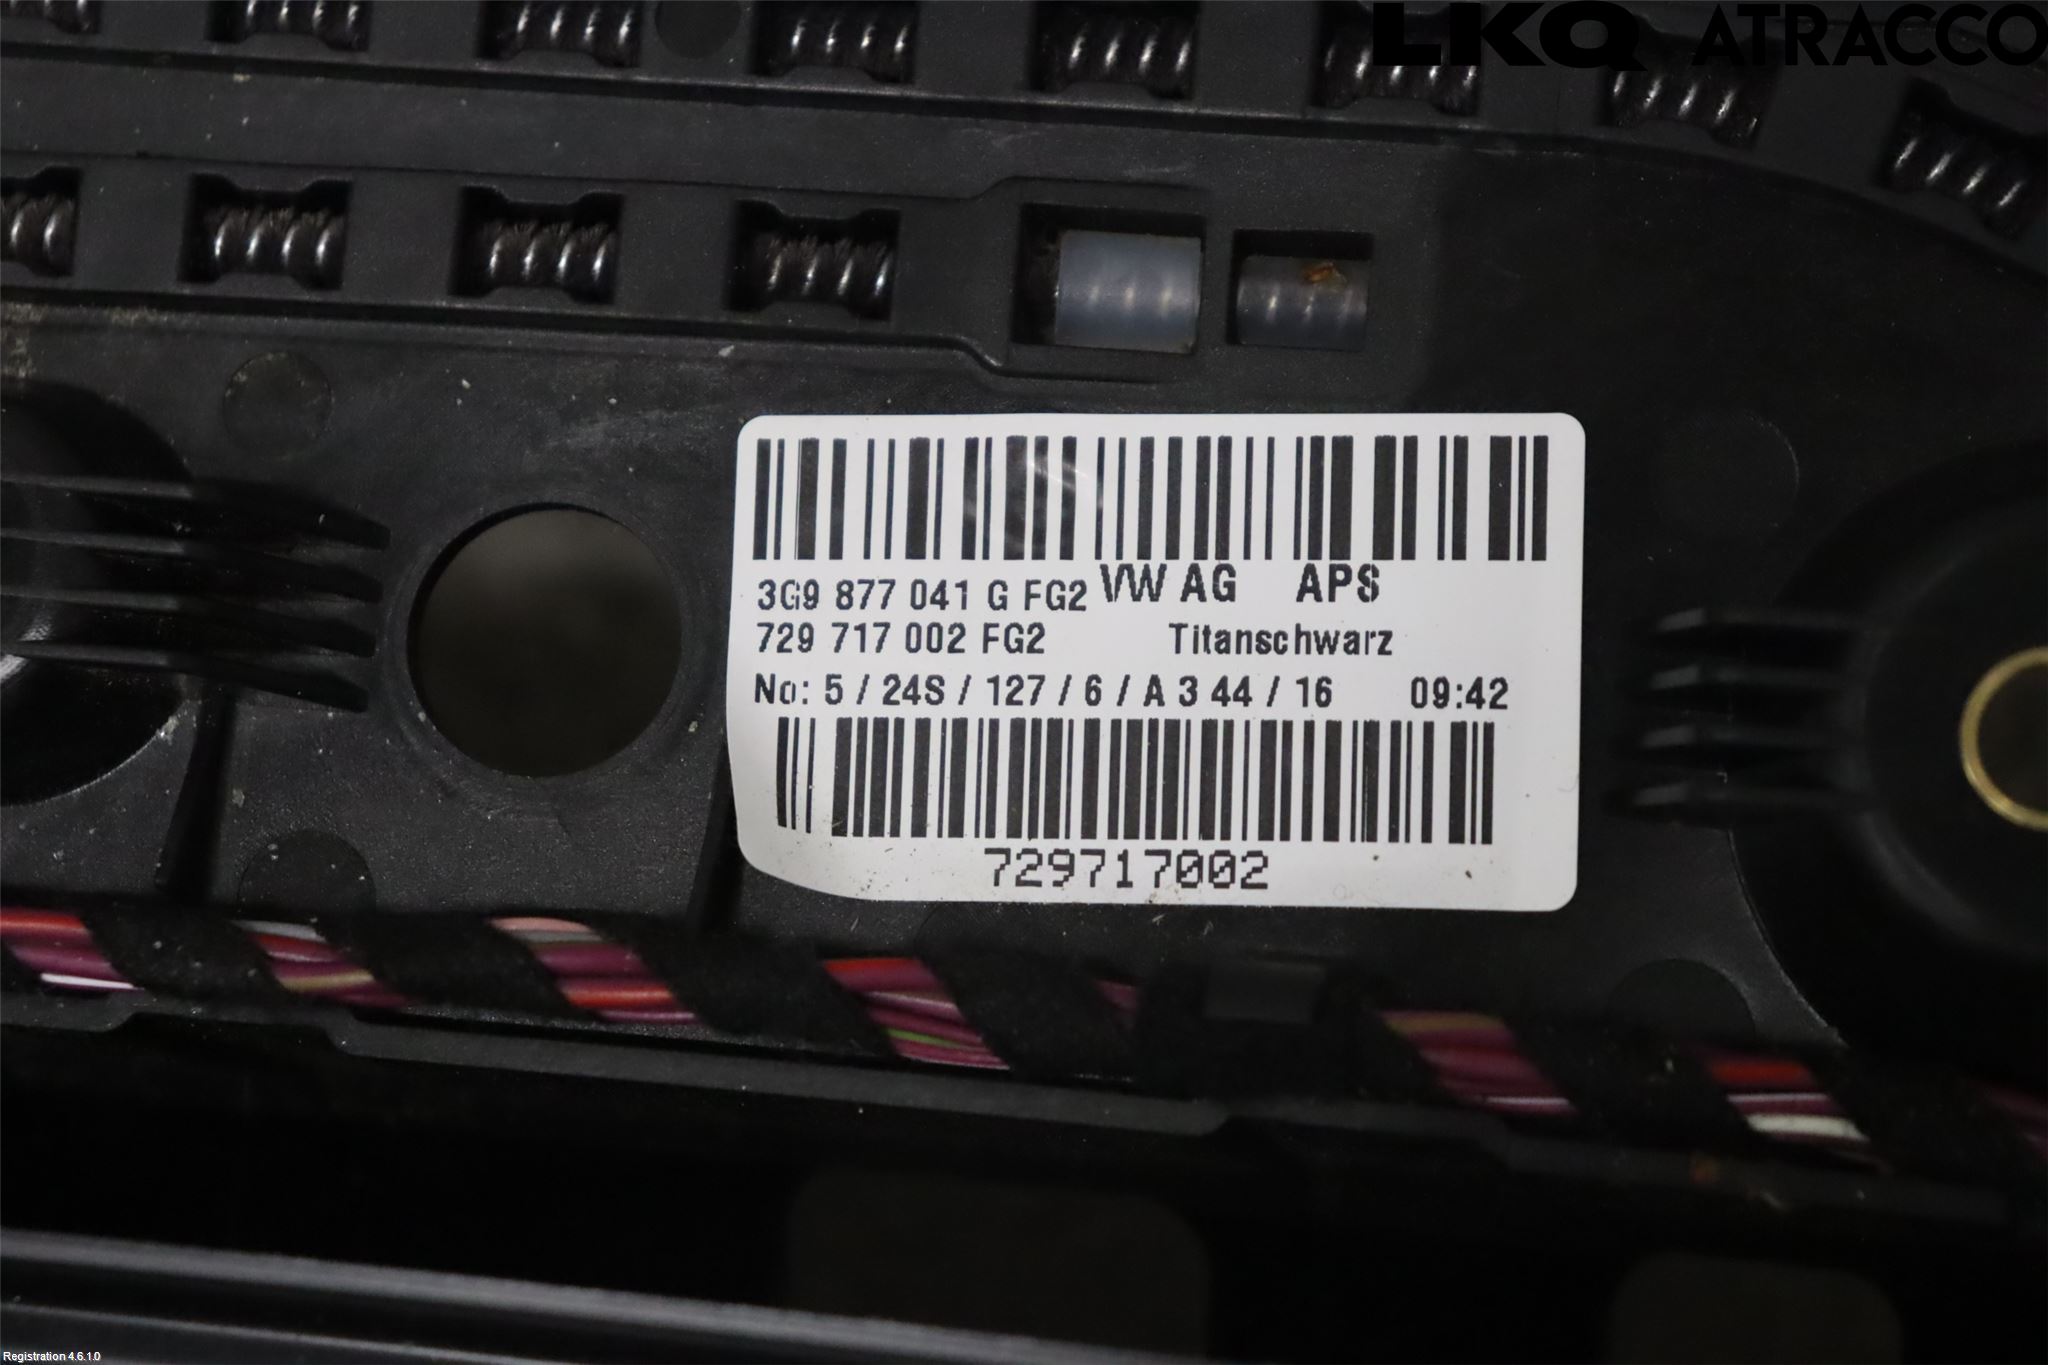 LKQ ATRACCO
3G9 877 041 G FG2 VW AG APS
729 717 002 FG2 Titanschwarz
No: 5 / 24S / 127 / 6 / A 3 44 / 16 09:42
729717002
Registration 4.6.1.0